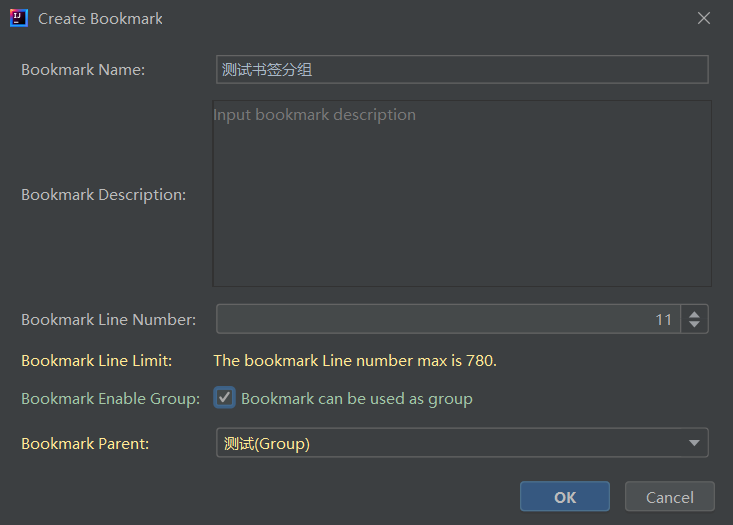 Create Bookmark
Bookmark Name: 测试书签分组
Input bookmark description
Bookmark Description:
Bookmark Line Number: 11
Bookmark Line Limit: The bookmark Line number max is 780.
Bookmark Enable Group: Bookmark can be used as group
Bookmark Parent: 测试(Group)
OK Cancel